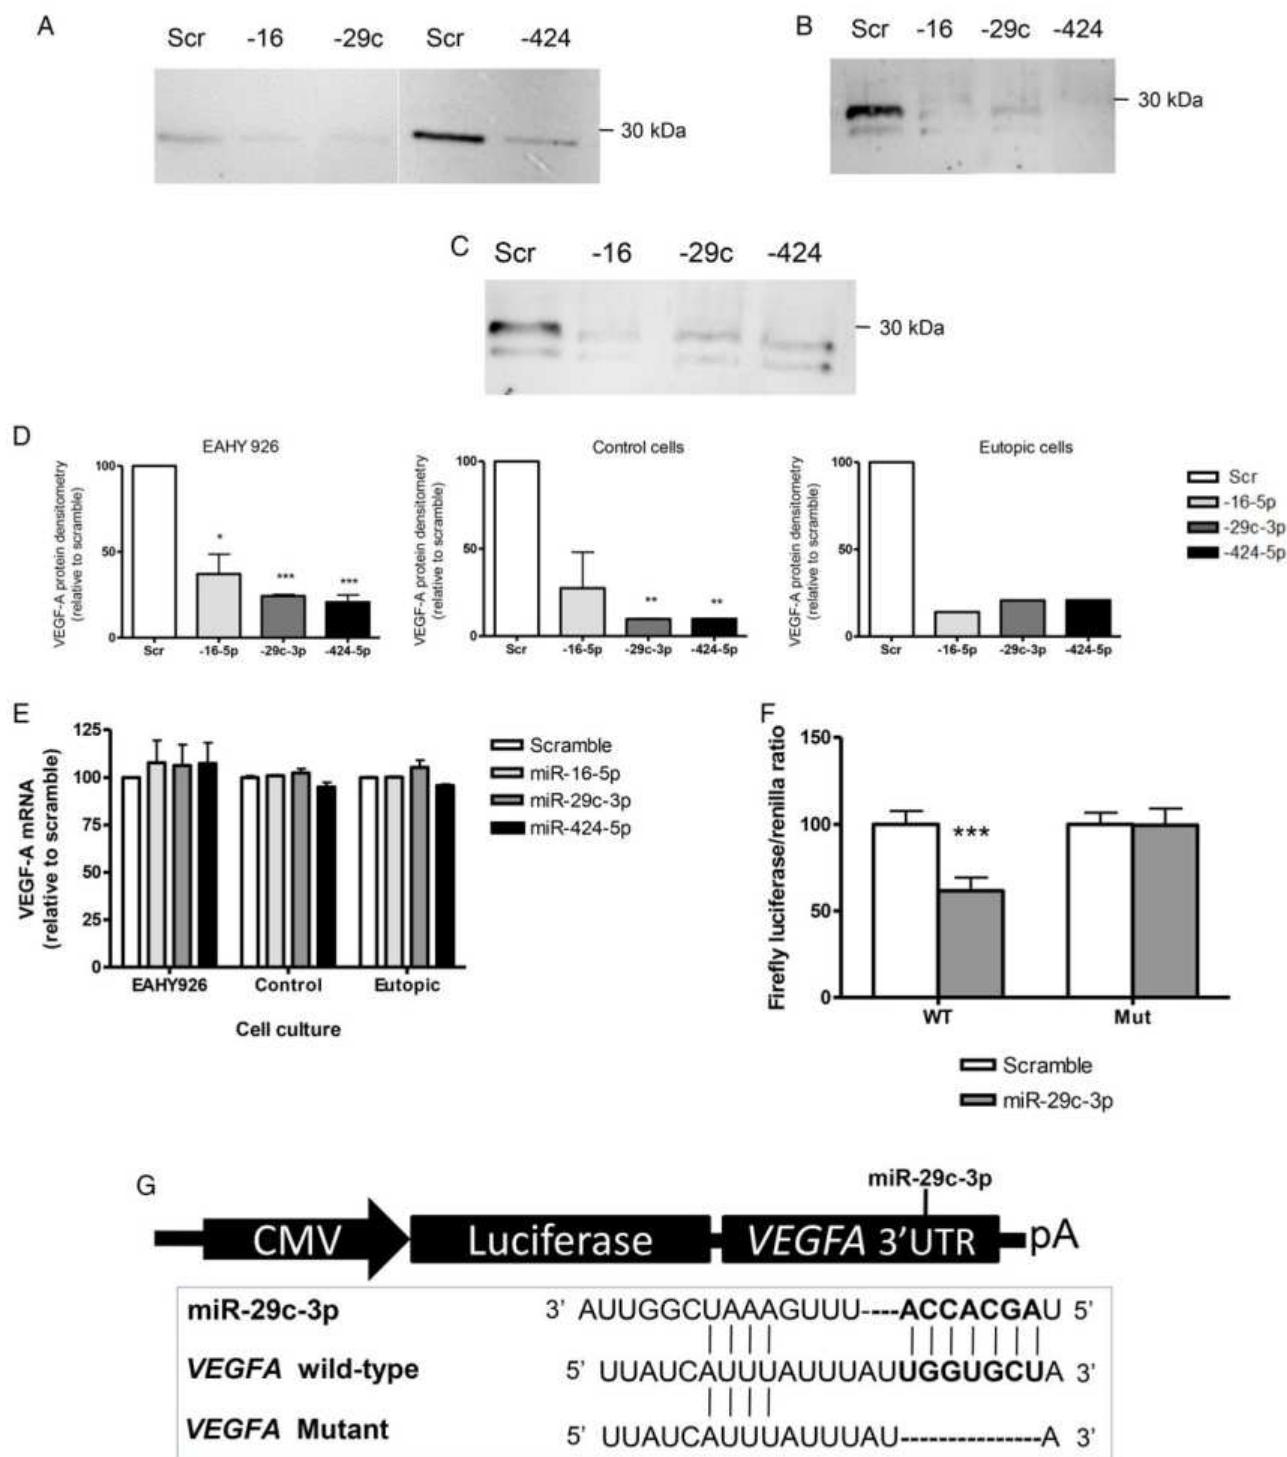 A
Scr -16 -29c Scr -424
30 kDa
B
Scr -16 -29c -424
30 kDa
C
Scr -16 -29c -424
30 kDa
D
EAHY 926
VEGF-A protein densitometry
(relative to scramble)
100
50
0
Scr -16-5p -29c-3p -424-5p
* *** ***
Control cells
VEGF-A protein densitometry
(relative to scramble)
100
50
0
Scr -16-5p -29c-3p -424-5p
** **
Eutopic cells
VEGF-A protein densitometry
(relative to scramble)
100
50
0
Scr -16-5p -29c-3p -424-5p
Scr
-16-5p
-29c-3p
-424-5p
E
VEGF-A mRNA
(relative to scramble)
125
100
75
50
25
0
EAHY926 Control Eutopic
Cell culture
Scramble
miR-16-5p
miR-29c-3p
miR-424-5p
F
Firefly luciferase/renilla ratio
150
100
50
0
***
WT Mut
Scramble
miR-29c-3p
G
miR-29c-3p
CMV Luciferase VEGFA 3'UTR pA
miR-29c-3p 3' AUUGGCUAAAGUUU----ACCACGAU 5'
VEGFA wild-type 5' UUAUCAUUUAUUUAUUGGUGCUA 3'
VEGFA Mutant 5' UUAUCAUUUAUUUAU---------------A 3'